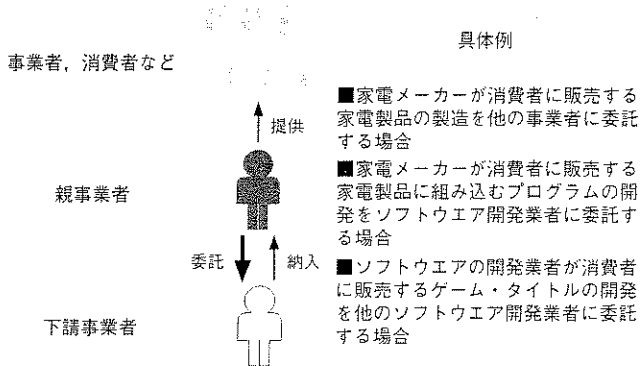 具体例
事業者，消費者など
■家電メーカーが消費者に販売する
家電製品の製造を他の事業者に委託
する場合
提供
■家電メーカーが消費者に販売する
家電製品に組み込むプログラムの開
発をソフトウエア開発業者に委託す
る場合
親事業者
委託
納入
■ソフトウエアの開発業者が消費者
に販売するゲーム・タイトルの開発
を他のソフトウエア開発業者に委託
する場合
下請事業者